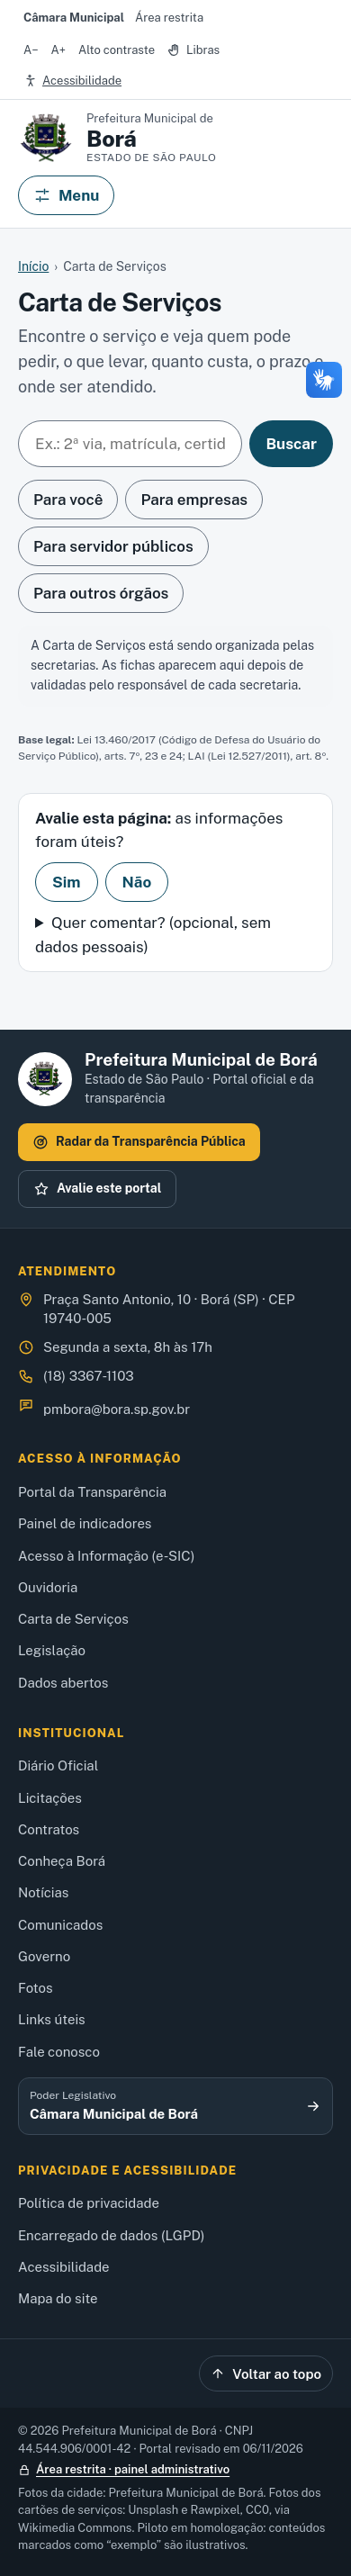 Câmara Municipal Área restrita
A− A+ Alto contraste Libras
Acessibilidade
Prefeitura Municipal de
Borá
ESTADO DE SÃO PAULO
Menu
Início › Carta de Serviços
Carta de Serviços
Encontre o serviço e veja quem pode
pedir, o que levar, quanto custa, o prazo e
onde ser atendido.
Ex.: 2ª via, matrícula, certid
Buscar
Para você Para empresas
Para servidor públicos
Para outros órgãos
A Carta de Serviços está sendo organizada pelas
secretarias. As fichas aparecem aqui depois de
validadas pelo responsável de cada secretaria.
Base legal: Lei 13.460/2017 (Código de Defesa do Usuário do
Serviço Público), arts. 7º, 23 e 24; LAI (Lei 12.527/2011), art. 8º.
Avalie esta página: as informações
foram úteis?
Sim Não
Quer comentar? (opcional, sem
dados pessoais)
Prefeitura Municipal de Borá
Estado de São Paulo · Portal oficial e da
transparência
Radar da Transparência Pública
Avalie este portal
ATENDIMENTO
Praça Santo Antonio, 10 · Borá (SP) · CEP
19740-005
Segunda a sexta, 8h às 17h
(18) 3367-1103
pmbora@bora.sp.gov.br
ACESSO À INFORMAÇÃO
Portal da Transparência
Painel de indicadores
Acesso à Informação (e-SIC)
Ouvidoria
Carta de Serviços
Legislação
Dados abertos
INSTITUCIONAL
Diário Oficial
Licitações
Contratos
Conheça Borá
Notícias
Comunicados
Governo
Fotos
Links úteis
Fale conosco
Poder Legislativo
Câmara Municipal de Borá
PRIVACIDADE E ACESSIBILIDADE
Política de privacidade
Encarregado de dados (LGPD)
Acessibilidade
Mapa do site
Voltar ao topo
© 2026 Prefeitura Municipal de Borá · CNPJ
44.544.906/0001-42 · Portal revisado em 06/11/2026
Área restrita · painel administrativo
Fotos da cidade: Prefeitura Municipal de Borá. Fotos dos
cartões de serviços: Unsplash e Rawpixel, CC0, via
Wikimedia Commons. Piloto em homologação: conteúdos
marcados como “exemplo” são ilustrativos.